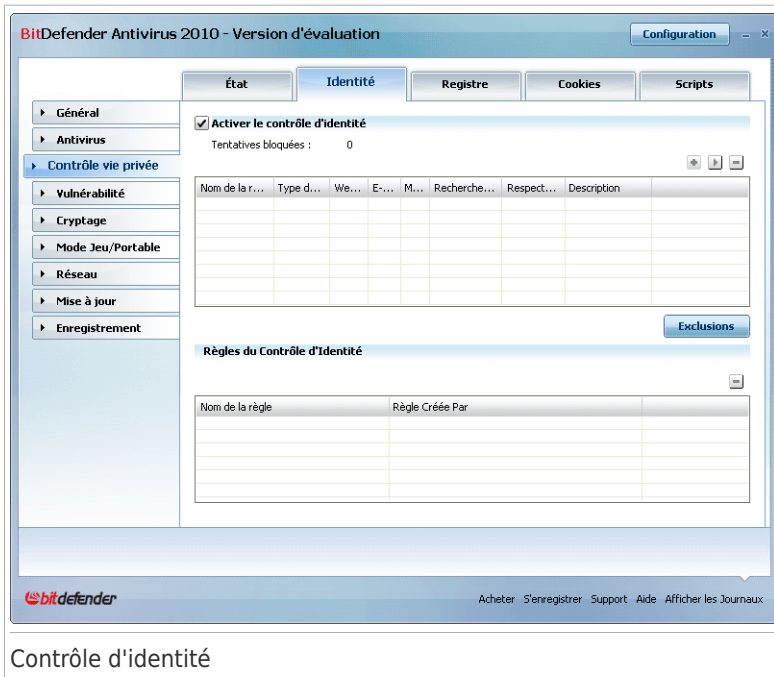 BitDefender Antivirus 2010 - Version d'évaluation
Configuration
État
Identité
Registre
Cookies
Scripts
Général
Antivirus
Contrôle vie privée
Vulnérabilité
Cryptage
Mode Jeu/Portable
Réseau
Mise à jour
Enregistrement
Activer le contrôle d'identité
Tentatives bloquées : 0
Nom de la r... Type d... We... E-... M... Recherche... Respect... Description
Exclusions
Règles du Contrôle d'Identité
Nom de la règle Règle Créée Par
bitdefender
Acheter S'enregistrer Support Aide Afficher les Journaux
Contrôle d'identité